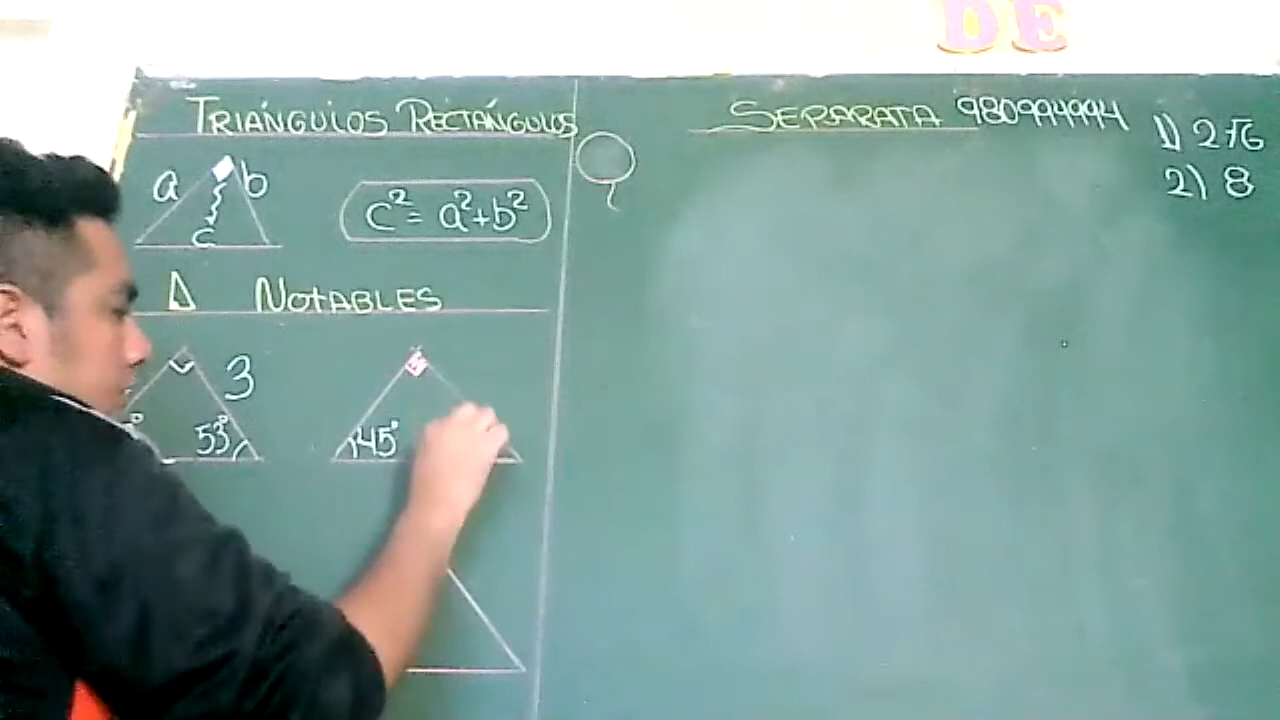 DE
TRIÁNGULOS RECTÁNGULOS
a b
c
c² = a²+b²
Δ NOTABLES
3
53°
45°
SEPARATA 980994994
1) 2√6
2) 8